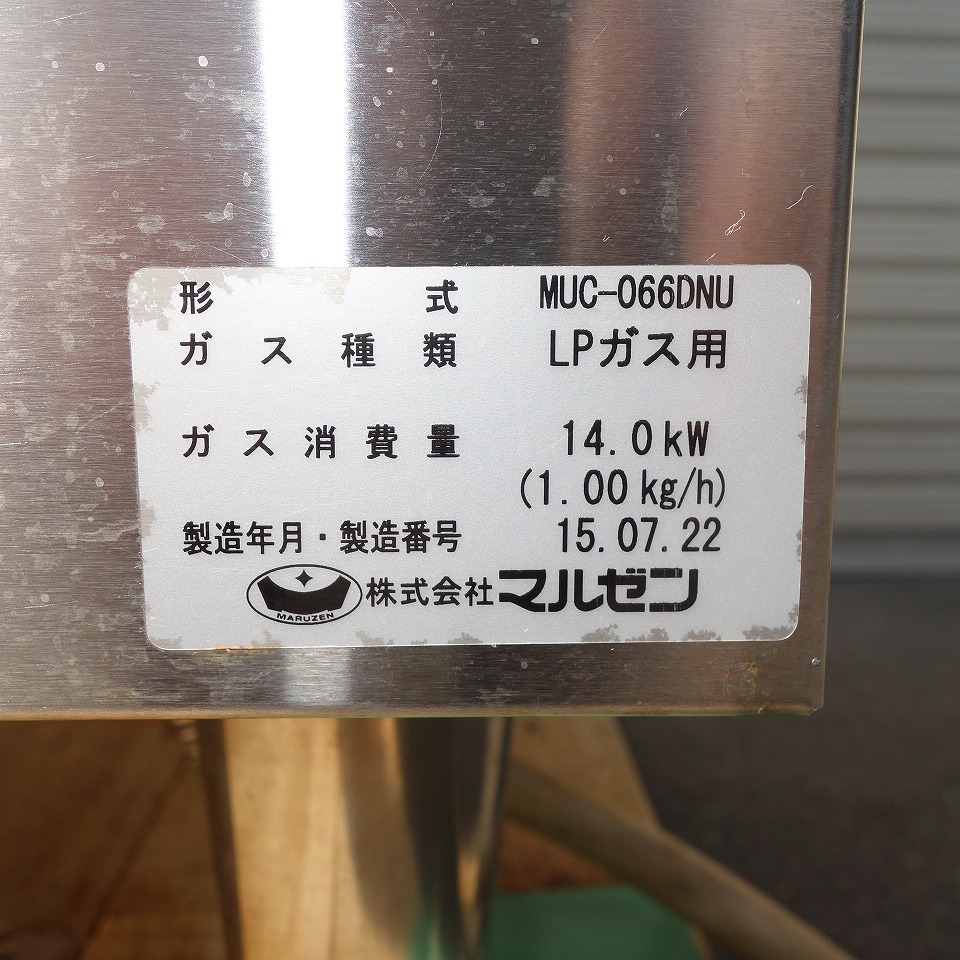 形式 MUC-066DNU
ガス種類 LPガス用
ガス消費量 14.0kW
(1.00kg/h)
製造年月・製造番号 15.07.22
MARUZEN 株式会社マルゼン